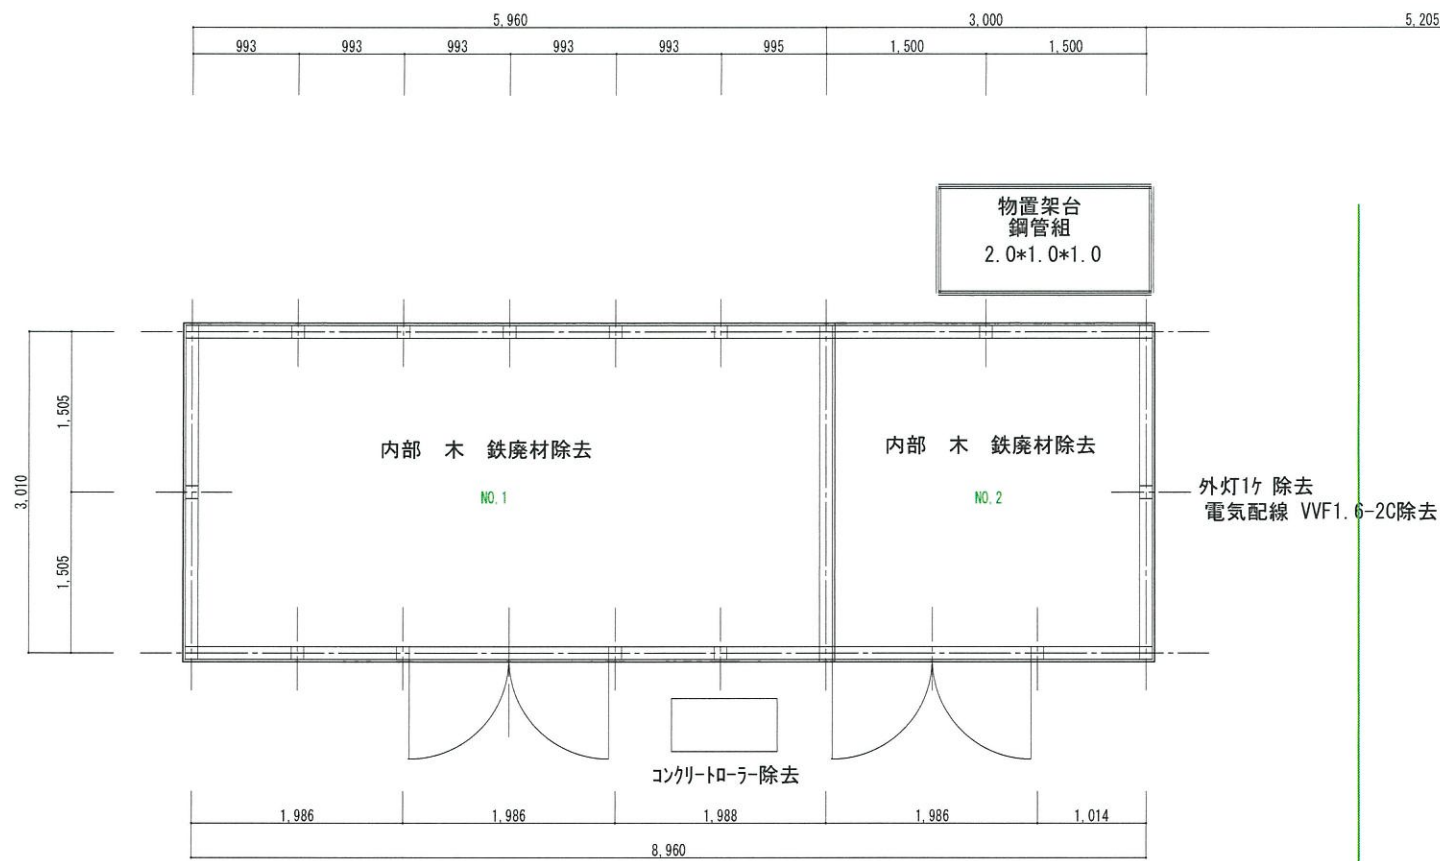 5,960
3,000
5,205
993
993
993
993
993
995
1,500
1,500
物置架台
鋼管組
2.0*1.0*1.0
3,010
1,505
1,505
内部 木 鉄廃材除去
NO.1
内部 木 鉄廃材除去
NO.2
外灯1ケ 除去
電気配線 VVF1.6-2C除去
コンクリートローラー除去
1,986
1,986
1,988
1,986
1,014
8,960